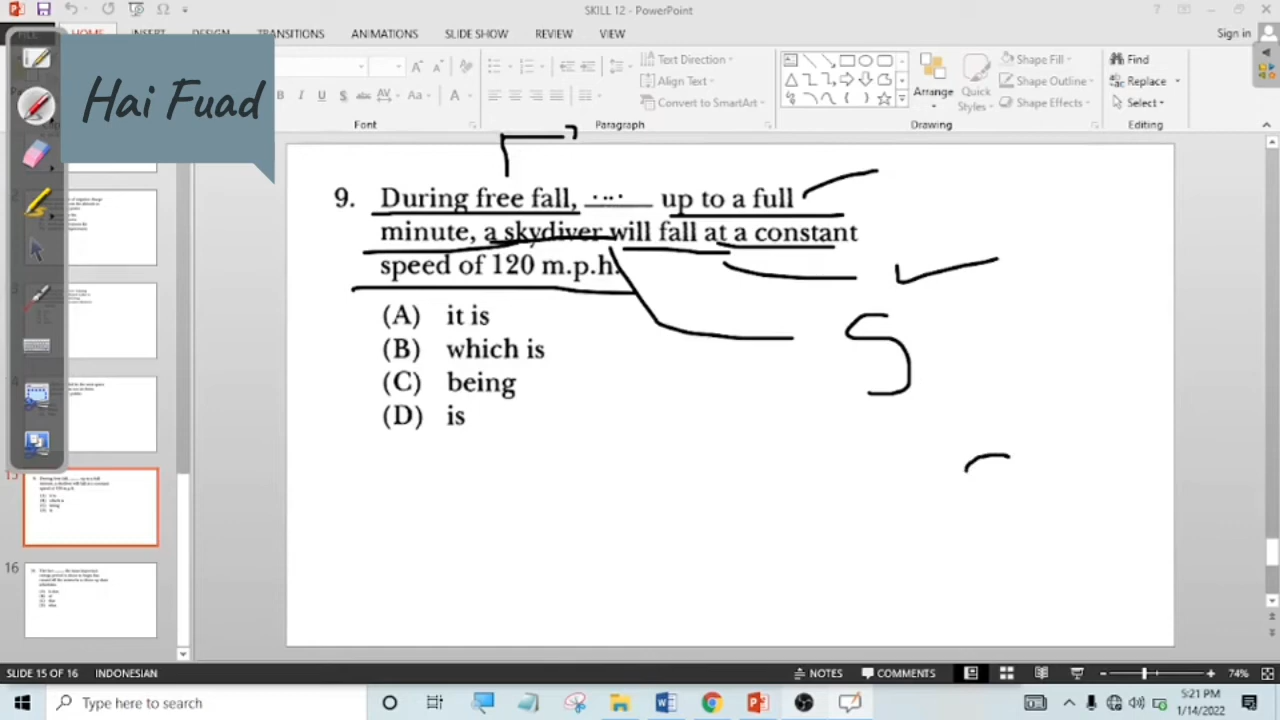 SKILL 12 - PowerPoint
FILE HOME INSERT DESIGN TRANSITIONS ANIMATIONS SLIDE SHOW REVIEW VIEW Sign in
Hai Fuad
Text Direction
Align Text
Convert to SmartArt
Arrange
Quick
Styles
Shape Fill
Shape Outline
Shape Effects
Find
Replace
Select
Font Paragraph Drawing Editing
9. During free fall, ____ up to a full
minute, a skydiver will fall at a constant
speed of 120 m.p.h.
(A) it is
(B) which is
(C) being
(D) is
S
16
SLIDE 15 OF 16 INDONESIAN NOTES COMMENTS 74%
Type here to search
5:21 PM
1/14/2022